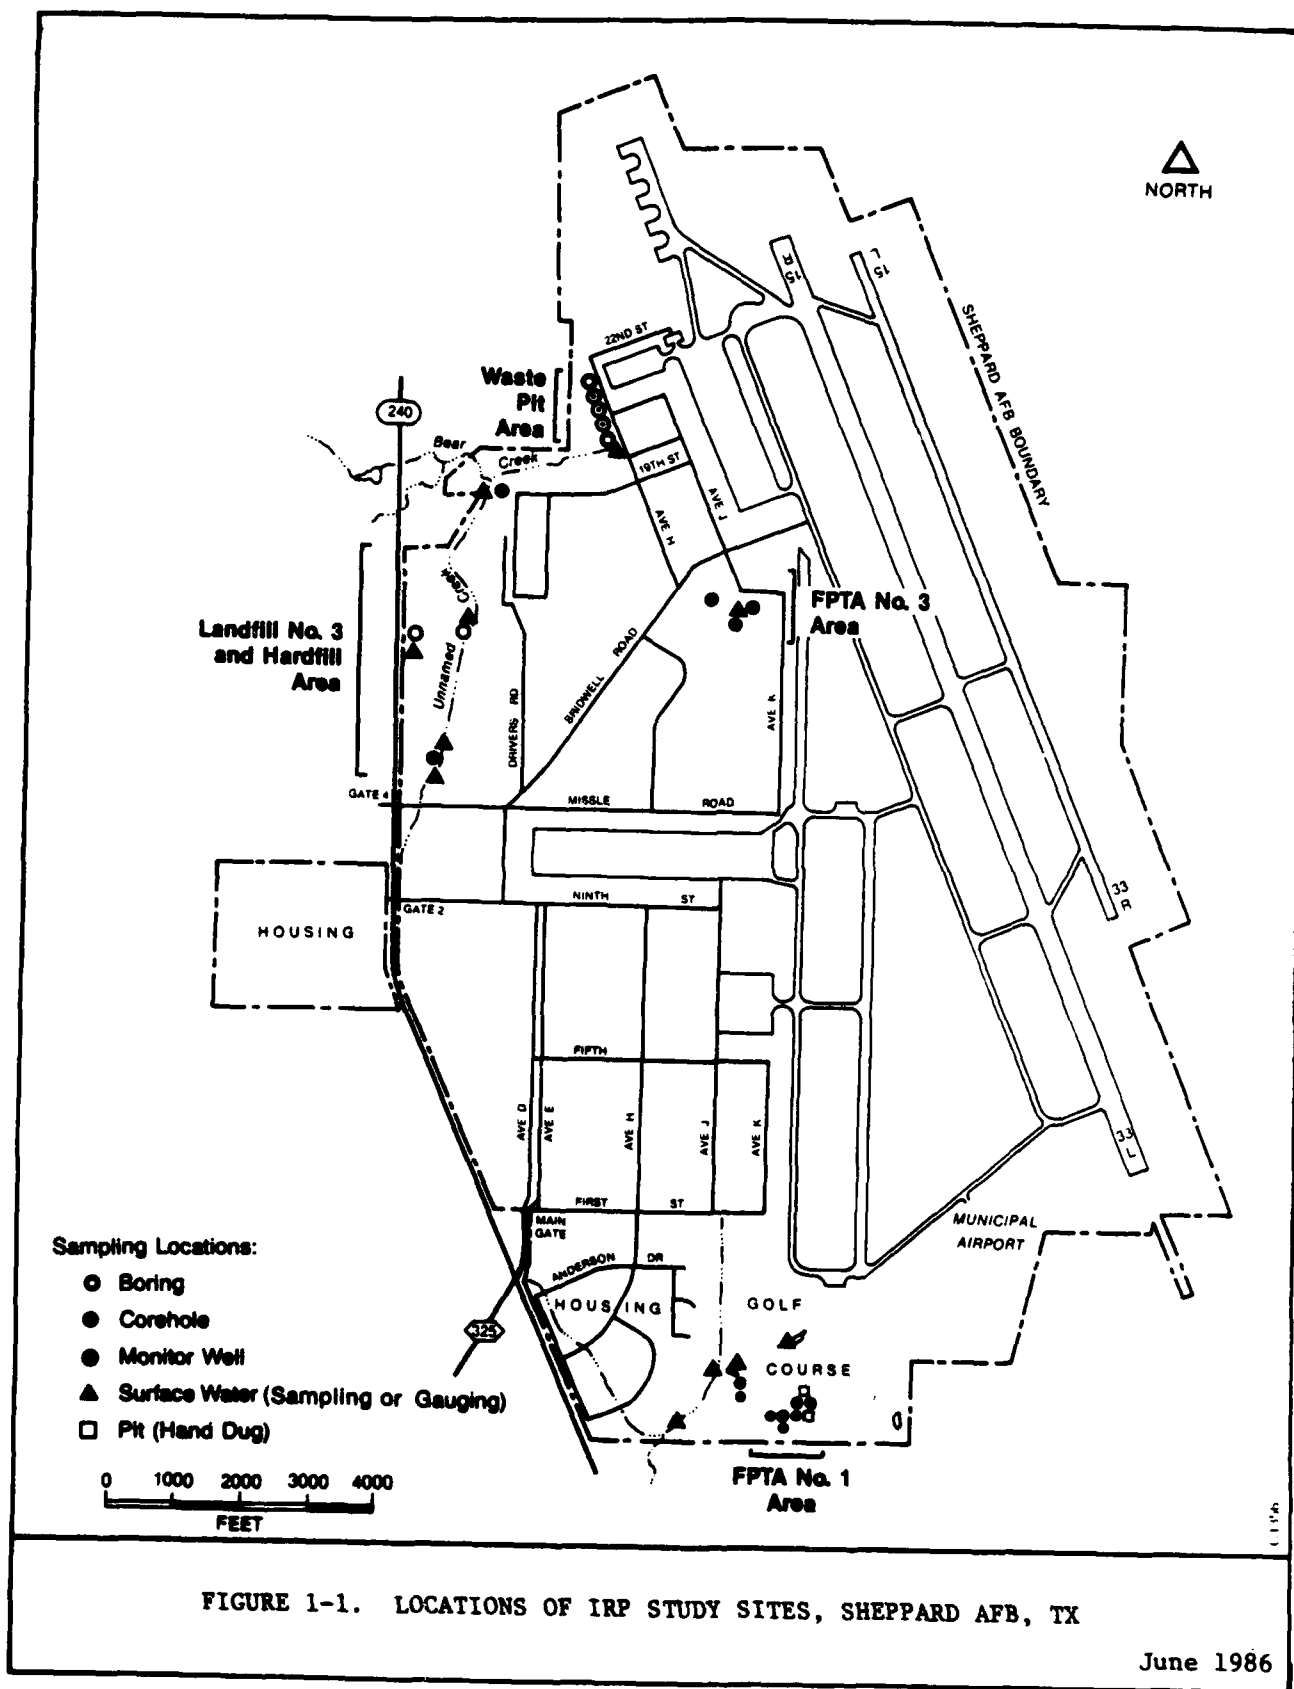 NORTH
15
R
15
L
SHEPPARD AFB BOUNDARY
22ND ST
Waste
Pit
Area
240
Bear
Creek
19TH ST
AVE J
AVE H
FPTA No. 3
Area
Landfill No. 3
and Hardfill
Area
Unnamed
Creek
DRIVERS RD
BRIDWELL ROAD
AVE K
GATE 4
MISSLE ROAD
33
R
HOUSING
GATE 2
NINTH ST
FIFTH
AVE D
AVE E
AVE H
AVE J
AVE K
33
L
FIRST ST
MAIN
GATE
MUNICIPAL
AIRPORT
ANDERSON DR
HOUSING
GOLF
COURSE
325
Sampling Locations:
Boring
Corehole
Monitor Well
Surface Water (Sampling or Gauging)
Pit (Hand Dug)
0 1000 2000 3000 4000
FEET
FPTA No. 1
Area
FIGURE 1-1. LOCATIONS OF IRP STUDY SITES, SHEPPARD AFB, TX
June 1986